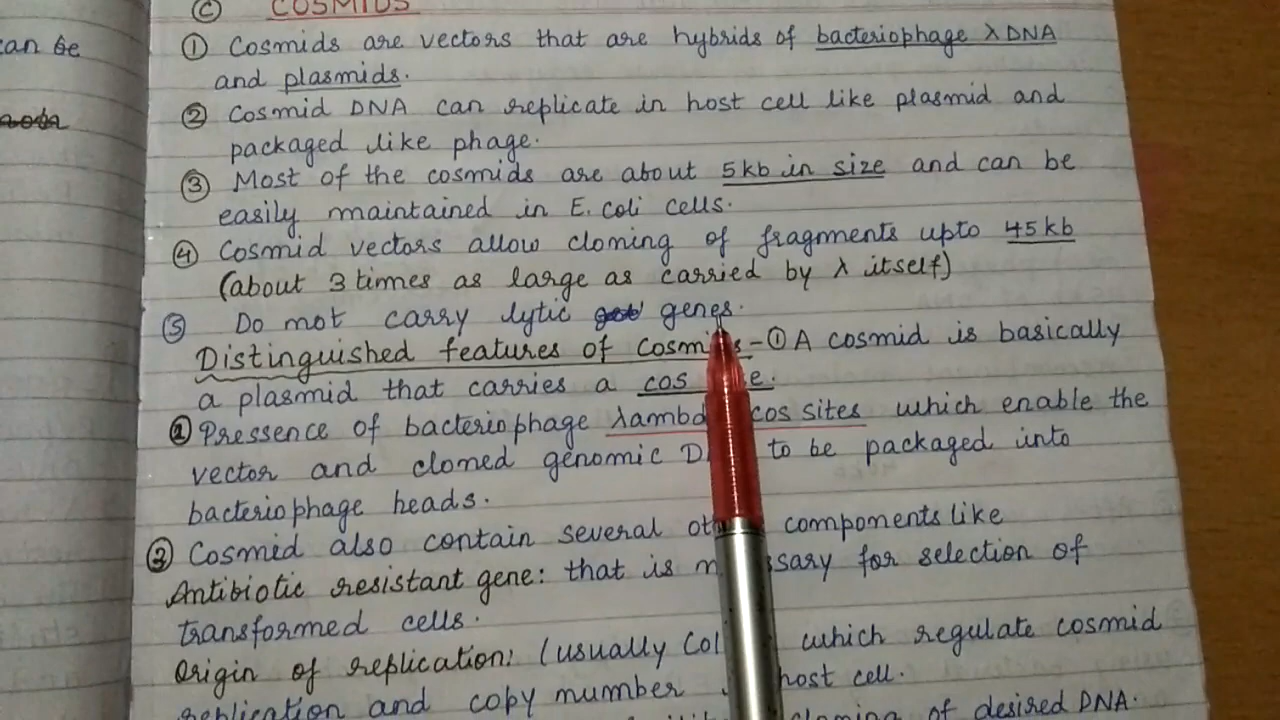 can be
© COSMIDS
① Cosmids are vectors that are hybrids of bacteriophage λ DNA
and plasmids.
② Cosmid DNA can replicate in host cell like plasmid and
packaged like phage.
③ Most of the cosmids are about 5kb in size and can be
easily maintained in E. coli cells.
④ Cosmid vectors allow cloning of fragments upto 45kb
(about 3 times as large as carried by λ itself)
⑤ Do not carry lytic genes.
Distinguished features of Cosmids - ① A cosmid is basically
a plasmid that carries a cos
② Pressence of bacteriophage λambda cos sites which enable the
vector and cloned genomic to be packaged into
bacteriophage heads.
③ Cosmid also contain several components like
Antibiotic resistant gene: that is for selection of
transformed cells.
Origin of replication: (usually Col which regulate cosmid
replication and copy number host cell.
cloning of desired DNA.